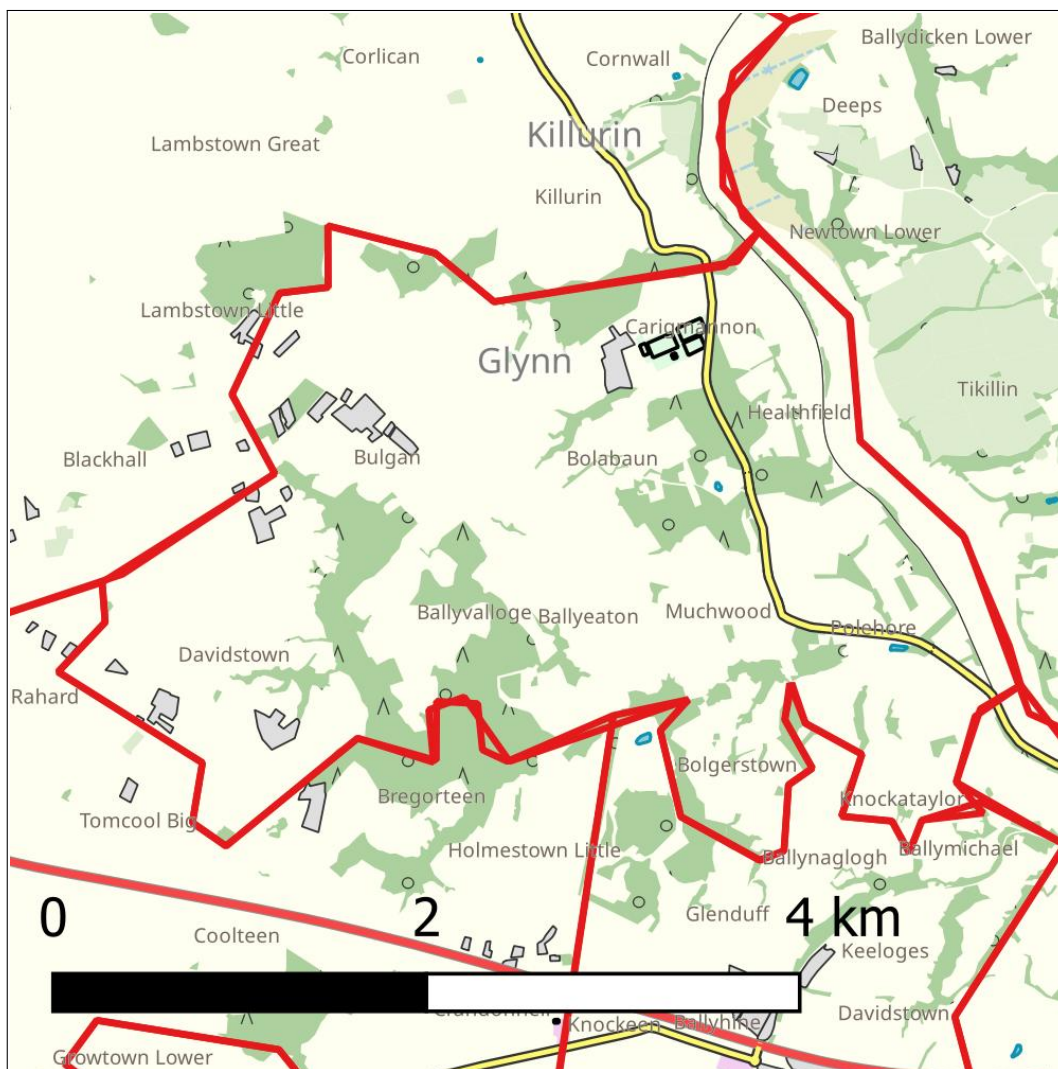 Ballydicken Lower
Corlican
Cornwall
Deeps
Killurin
Lambstown Great
Killurin
Newtown Lower
Lambstown Little
Carigmannon
Glynn
Tikillin
Healthfield
Blackhall
Bulgan
Bolabaun
Ballyvalloge
Ballyeaton
Muchwood
Polehore
Davidstown
Rahard
Bolgerstown
Bregorteen
Knockataylor
Tomcool Big
Holmestown Little
Ballynaglogh
Ballymichael
0 2 4 km
Glenduff
Coolteen
Keeloges
Davidstown
Knockeen
Ballyhine
Growtown Lower